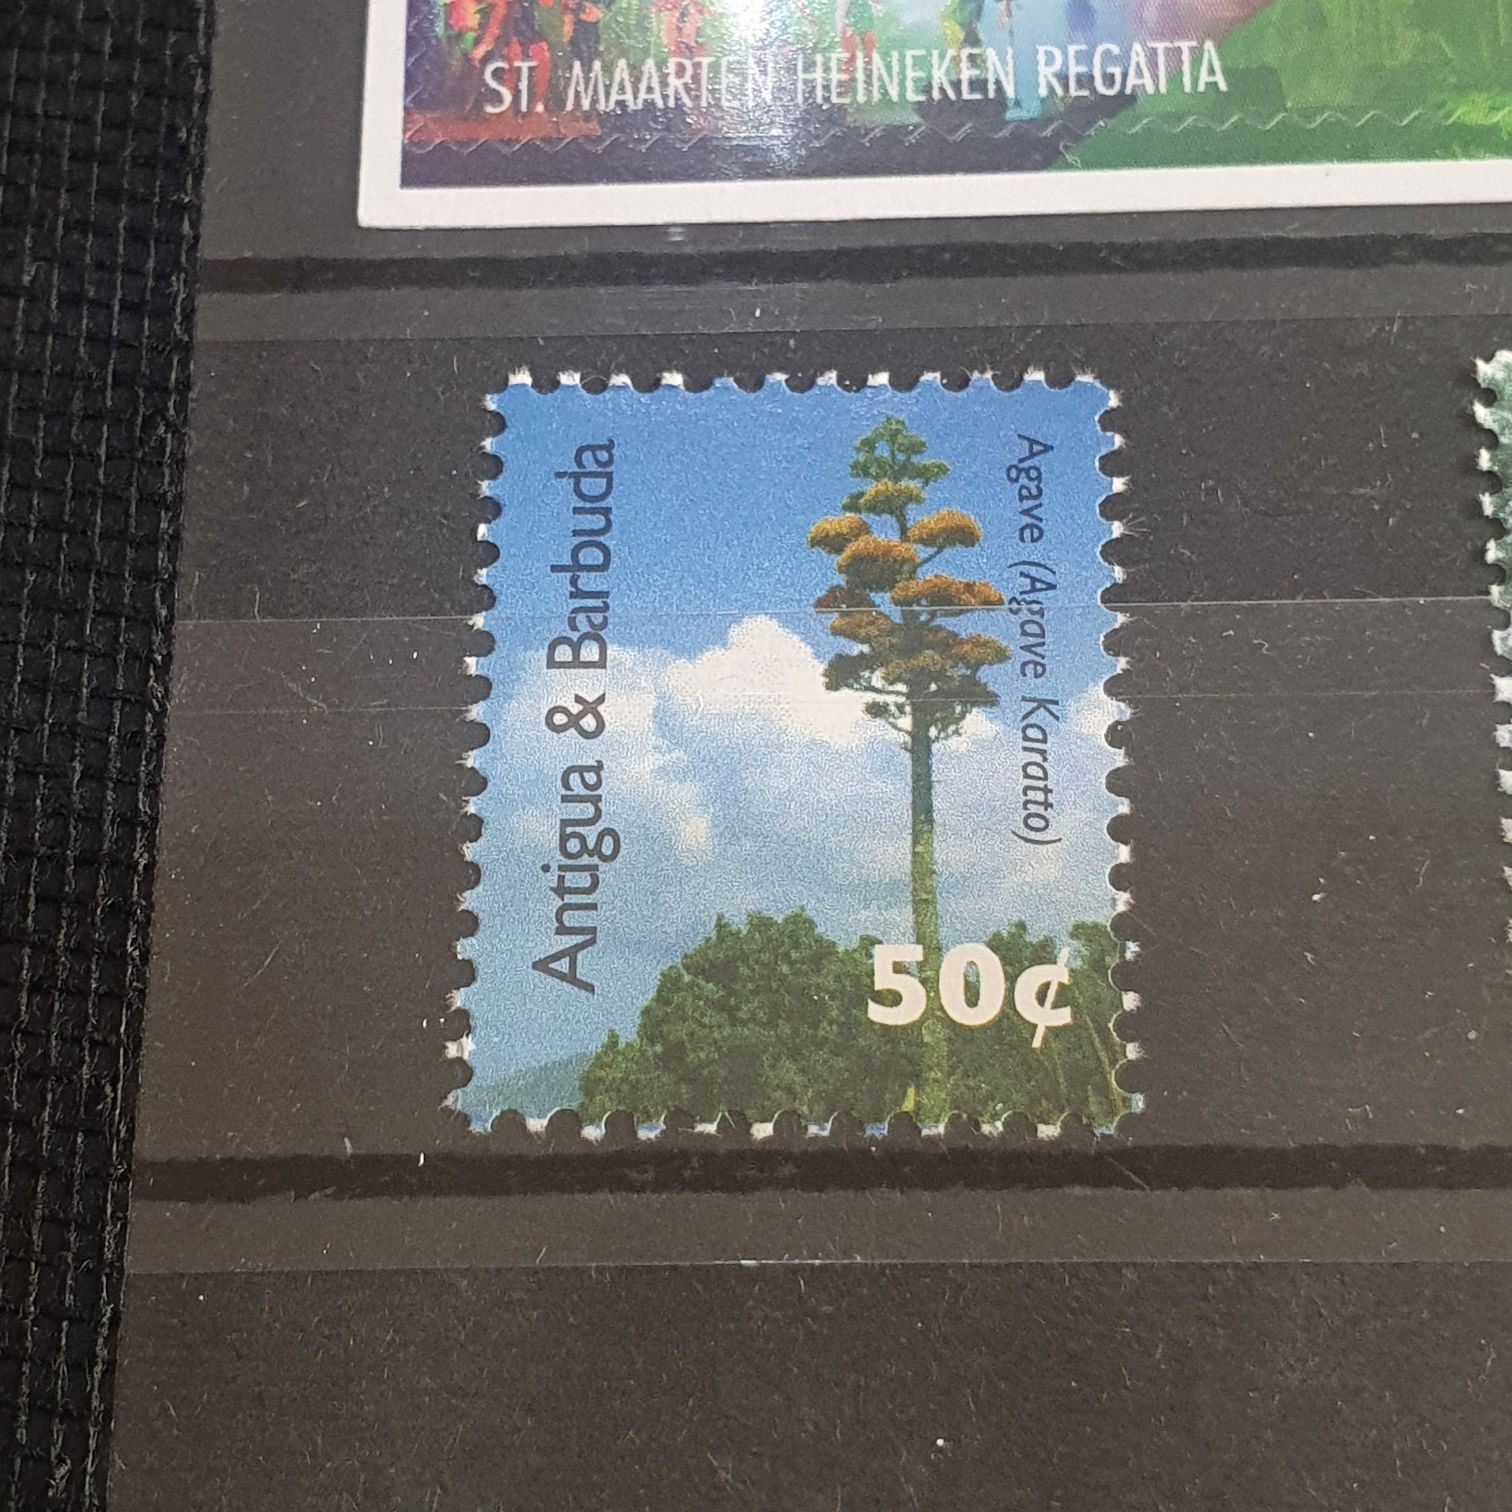 ST. MAARTEN HEINEKEN REGATTA
Antigua & Barbuda
Agave (Agave Karatto)
50¢